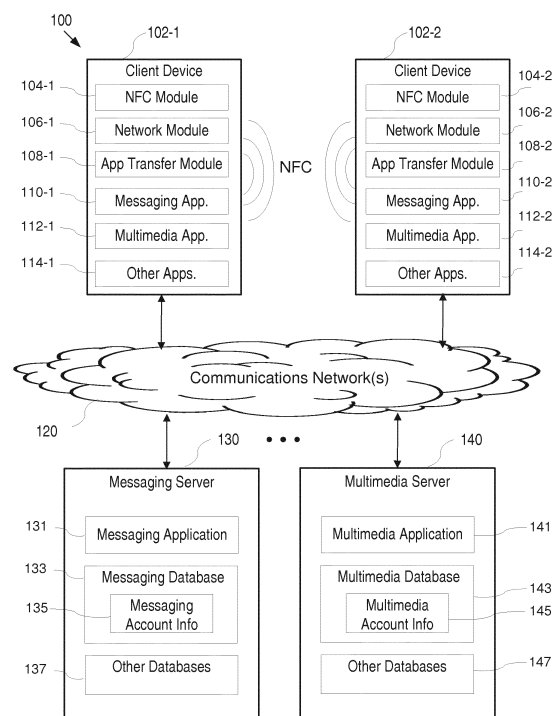 100
102-1
102-2
Client Device
104-1
NFC Module
106-1
Network Module
108-1
App Transfer Module
110-1
Messaging App.
112-1
Multimedia App.
114-1
Other Apps.
NFC
Client Device
104-2
NFC Module
106-2
Network Module
108-2
App Transfer Module
110-2
Messaging App.
112-2
Multimedia App.
114-2
Other Apps.
Communications Network(s)
120
130
• • •
140
Messaging Server
131
Messaging Application
133
Messaging Database
135
Messaging
Account Info
137
Other Databases
Multimedia Server
Multimedia Application
141
Multimedia Database
143
Multimedia
Account Info
145
Other Databases
147